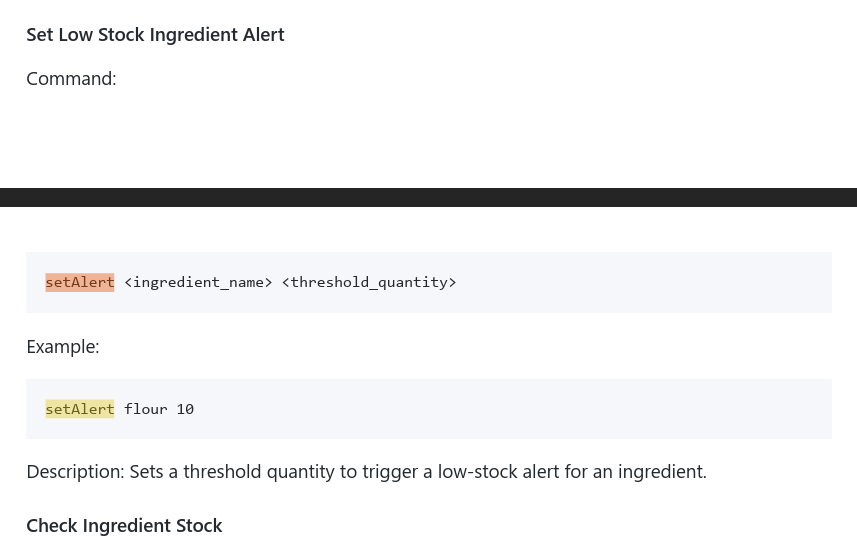 Set Low Stock Ingredient Alert
Command:
setAlert <ingredient_name> <threshold_quantity>
Example:
setAlert flour 10
Description: Sets a threshold quantity to trigger a low-stock alert for an ingredient.
Check Ingredient Stock